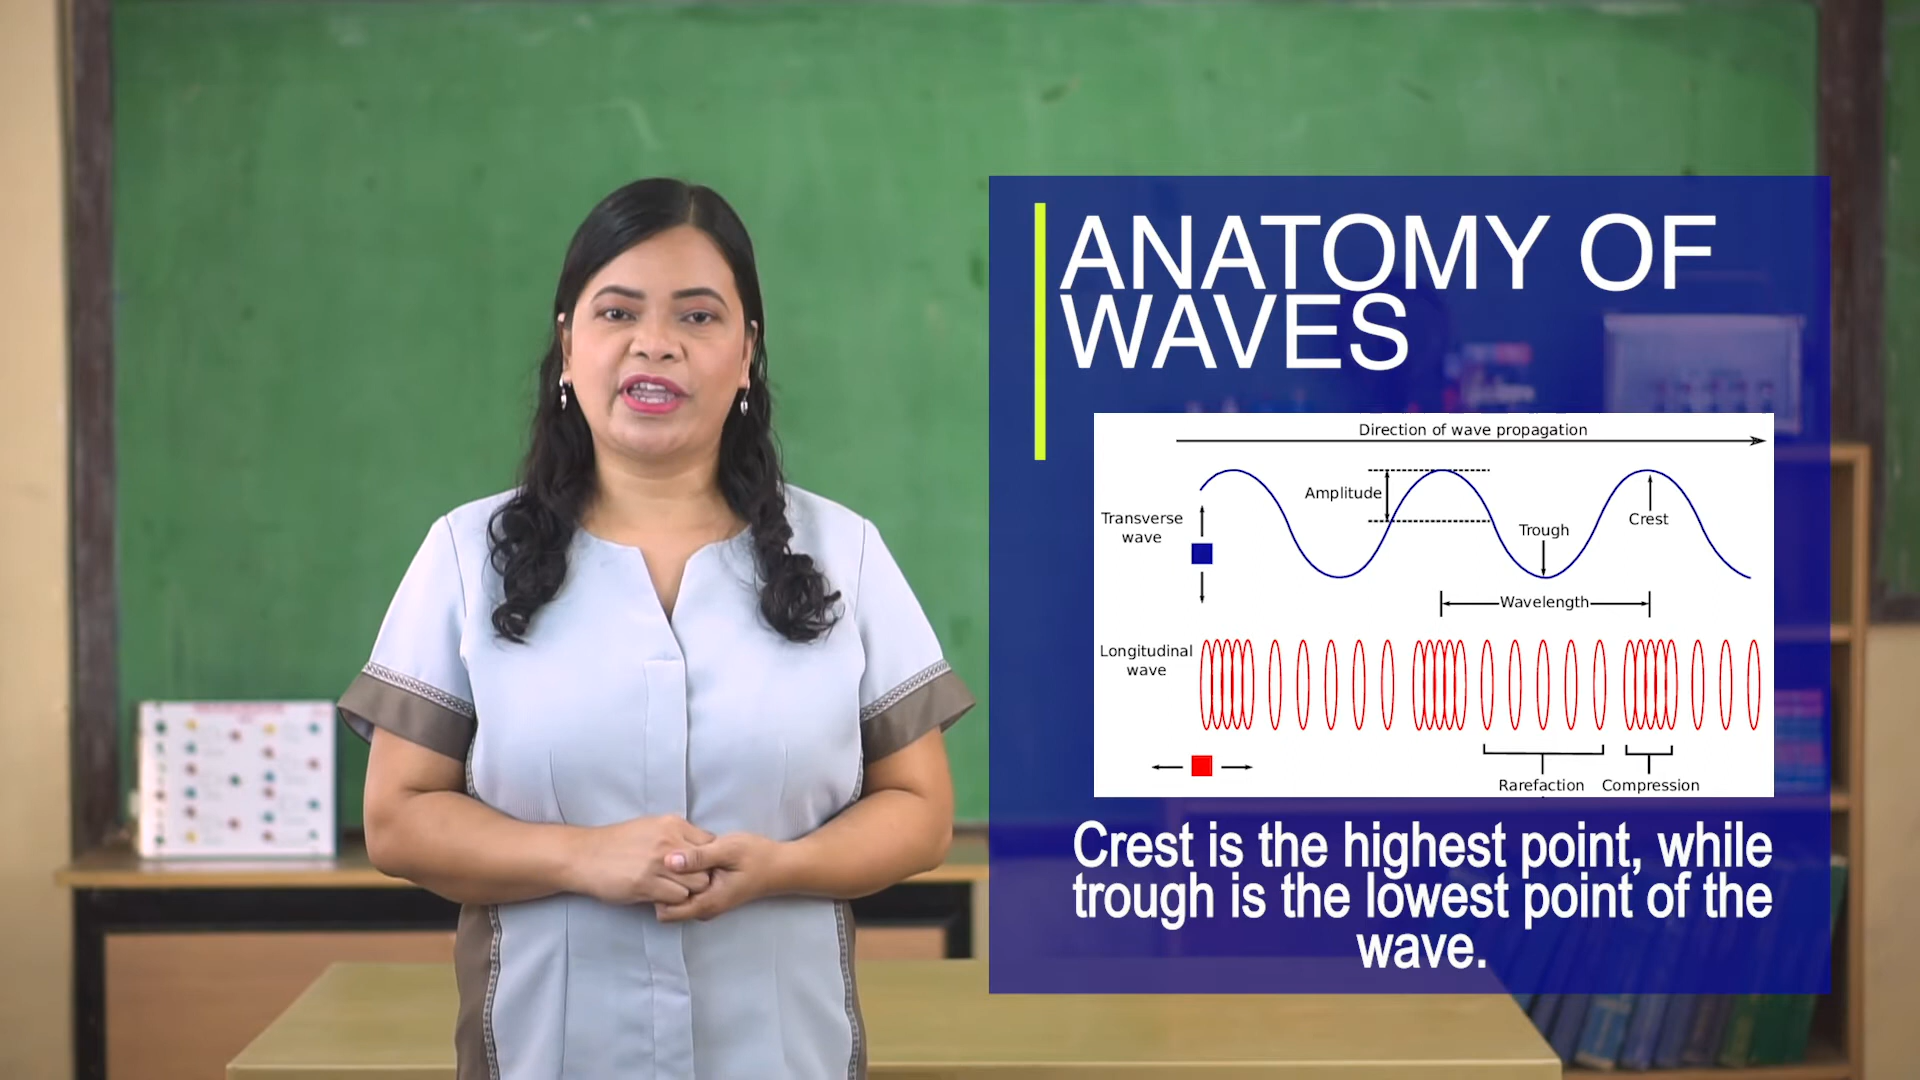 ANATOMY OF
WAVES
Direction of wave propagation
Amplitude
Transverse
wave
Trough
Crest
Wavelength
Longitudinal
wave
Rarefaction
Compression
Crest is the highest point, while
trough is the lowest point of the
wave.